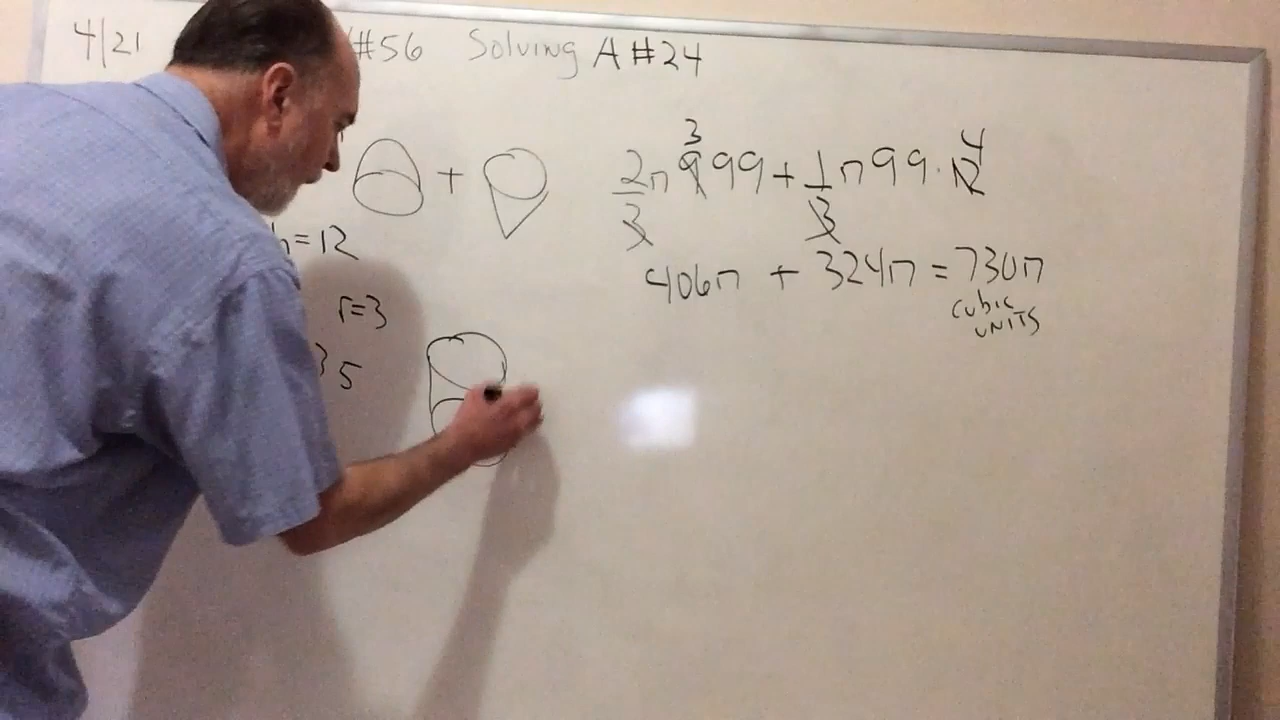 4/21 #56 Solving A #24
2/3 π 9 3 99 + 1/3 π 99 · 12 4
h=12
406π + 324π = 730π
cubic
UNITS
r=3
5